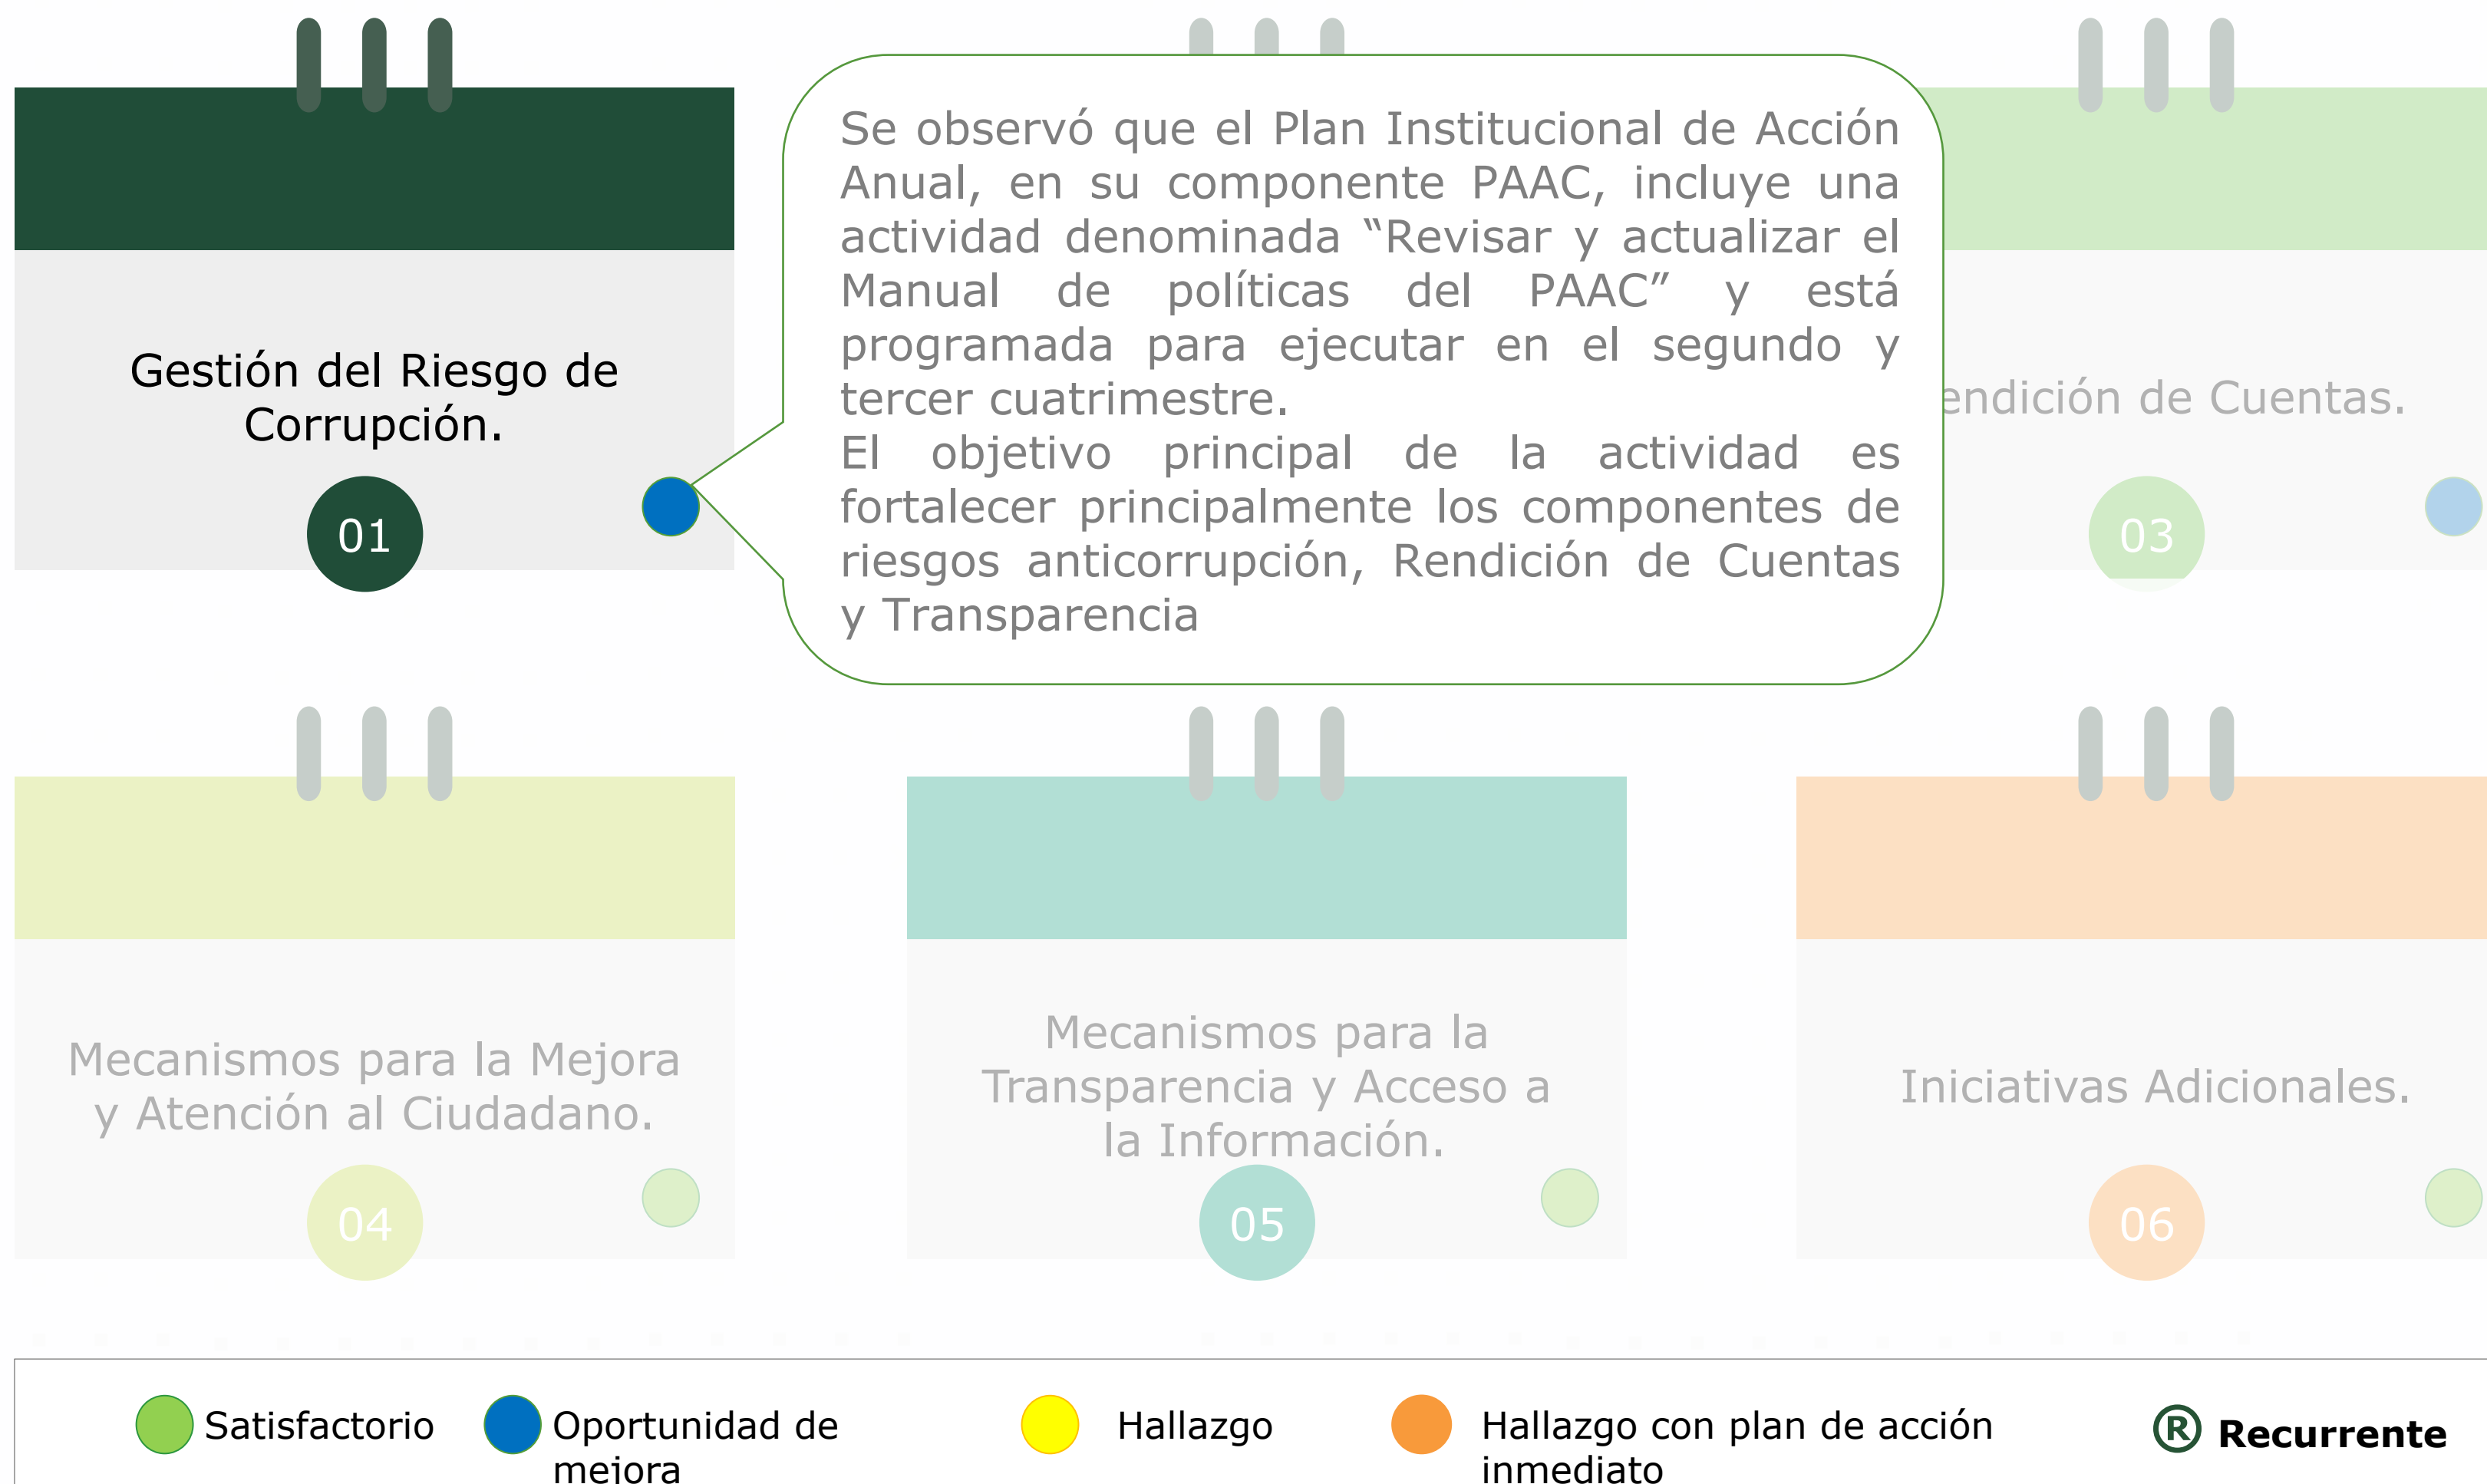 Gestión del Riesgo de
Corrupción.
01
Se observó que el Plan Institucional de Acción
Anual, en su componente PAAC, incluye una
actividad denominada “Revisar y actualizar el
Manual de políticas del PAAC” y está
programada para ejecutar en el segundo y
tercer cuatrimestre.
El objetivo principal de la actividad es
fortalecer principalmente los componentes de
riesgos anticorrupción, Rendición de Cuentas
y Transparencia
endición de Cuentas.
03
Mecanismos para la Mejora
y Atención al Ciudadano.
04
Mecanismos para la
Transparencia y Acceso a
la Información.
05
Iniciativas Adicionales.
06
Satisfactorio
Oportunidad de
mejora
Hallazgo
Hallazgo con plan de acción
inmediato
® Recurrente